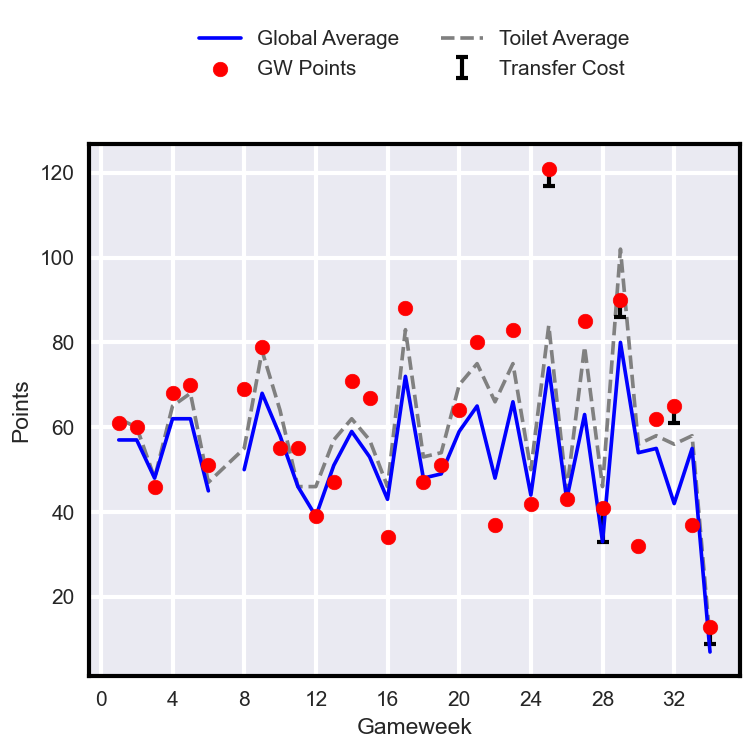 Global Average
Toilet Average
GW Points
Transfer Cost
120
100
80
60
40
20
Points
0 4 8 12 16 20 24 28 32
Gameweek